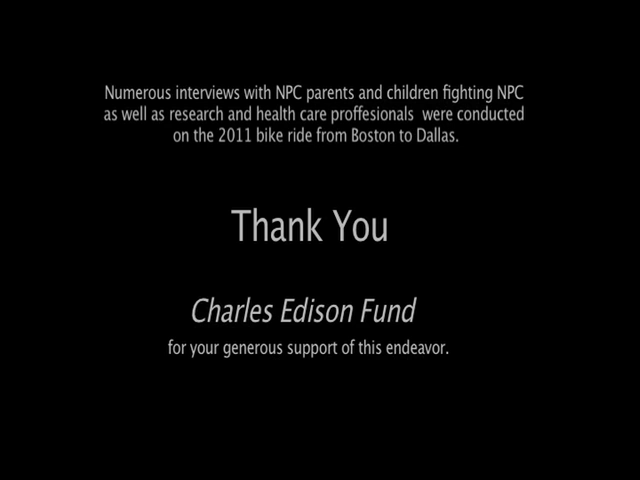 Numerous interviews with NPC parents and children fighting NPC
as well as research and health care proffesionals  were conducted
on the 2011 bike ride from Boston to Dallas.
Thank You
Charles Edison Fund
for your generous support of this endeavor.